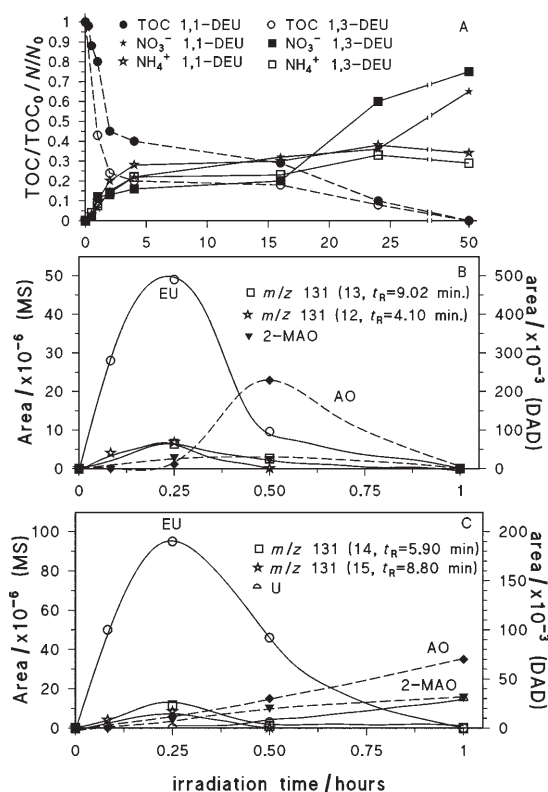 TOC 1,1-DEU TOC 1,3-DEU A
NO₃⁻ 1,1-DEU NO₃⁻ 1,3-DEU
NH₄⁺ 1,1-DEU NH₄⁺ 1,3-DEU
TOC/TOC₀/N/N₀
1
0.9
0.8
0.7
0.6
0.5
0.4
0.3
0.2
0.1
0
0 5 10 15 20 25 50
B
EU
m/z 131 (13, tR=9.02 min.)
m/z 131 (12, tR=4.10 min.)
2-MAO
AO
Area/x10⁻⁶ (MS)
50
40
30
20
10
0
area/x10⁻³ (DAD)
500
400
300
200
100
0
0 0.25 0.50 0.75 1
C
EU
m/z 131 (14, tR=5.90 min)
m/z 131 (15, tR=8.80 min)
U
AO
2-MAO
Area/x10⁻⁶ (MS)
100
80
60
40
20
0
area/x10⁻³ (DAD)
200
150
100
50
0
0 0.25 0.50 0.75 1
irradiation time/hours